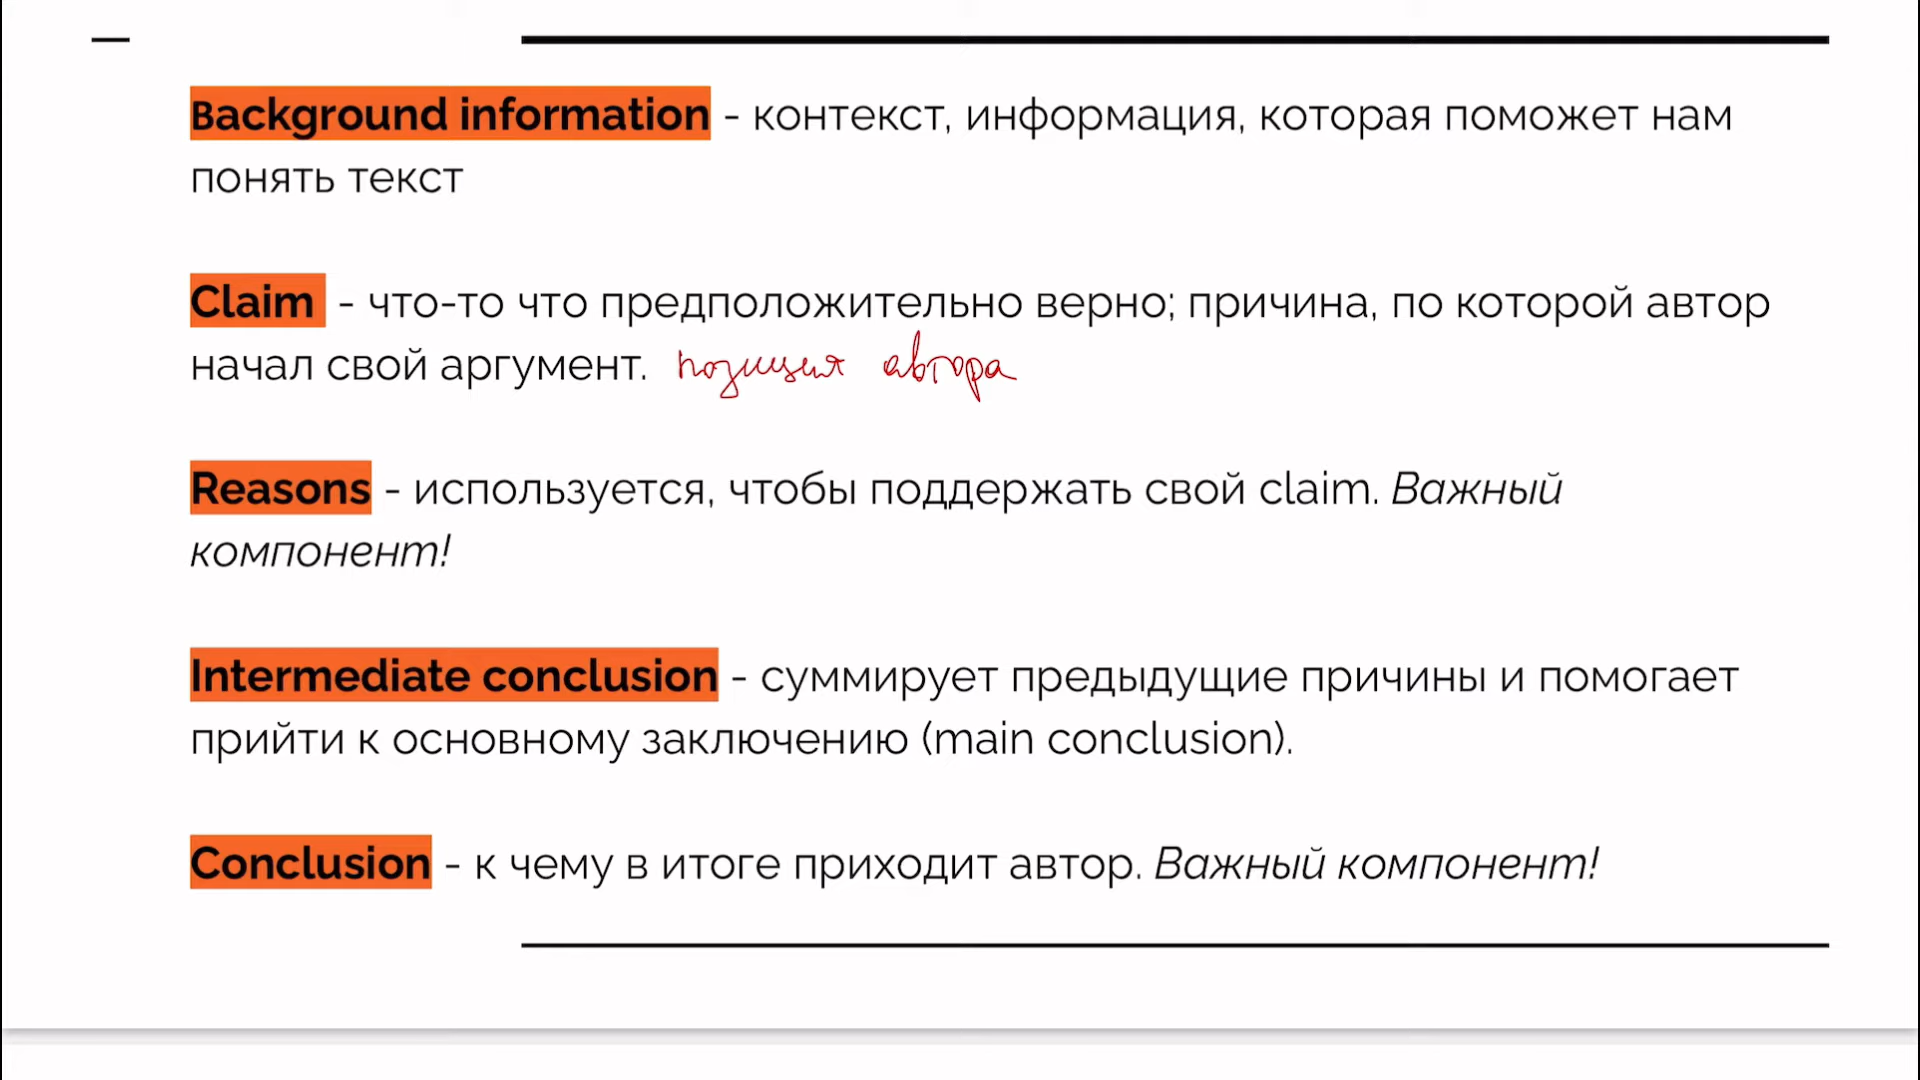 Background information - контекст, информация, которая поможет нам
понять текст
Claim - что-то что предположительно верно; причина, по которой автор
начал свой аргумент. позиция автора
Reasons - используется, чтобы поддержать свой claim. Важный
компонент!
Intermediate conclusion - суммирует предыдущие причины и помогает
прийти к основному заключению (main conclusion).
Conclusion - к чему в итоге приходит автор. Важный компонент!